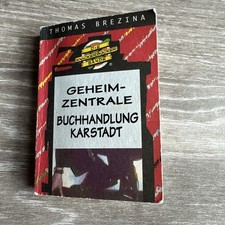 THOMAS BREZINA
GEHEIM-
ZENTRALE
BUCHHANDLUNG
KARSTADT